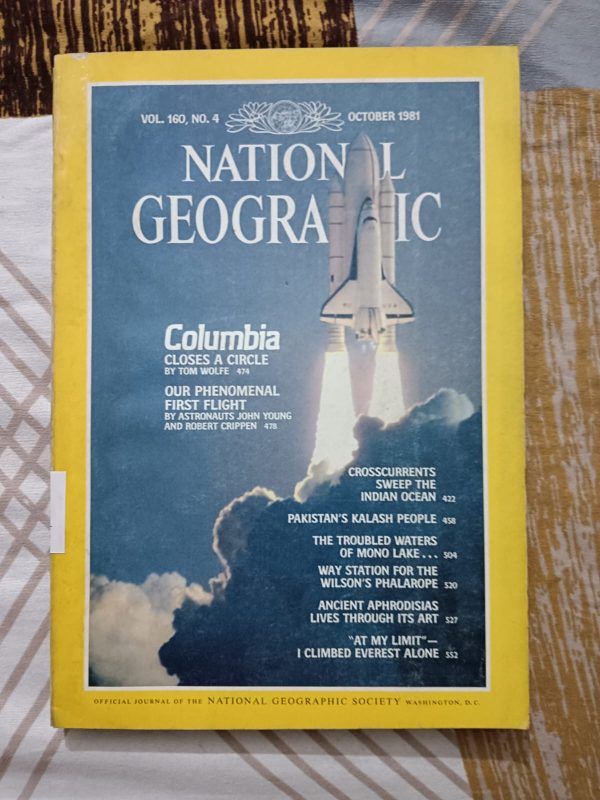 VOL. 160, NO. 4 OCTOBER 1981
NATIONAL
GEOGRAPHIC
Columbia
CLOSES A CIRCLE
BY TOM WOLFE 474
OUR PHENOMENAL
FIRST FLIGHT
BY ASTRONAUTS JOHN YOUNG
AND ROBERT CRIPPEN 478
CROSSCURRENTS
SWEEP THE
INDIAN OCEAN 422
PAKISTAN'S KALASH PEOPLE 458
THE TROUBLED WATERS
OF MONO LAKE... 504
WAY STATION FOR THE
WILSON'S PHALAROPE 520
ANCIENT APHRODISIAS
LIVES THROUGH ITS ART 527
"AT MY LIMIT"—
I CLIMBED EVEREST ALONE 552
OFFICIAL JOURNAL OF THE NATIONAL GEOGRAPHIC SOCIETY WASHINGTON, D.C.